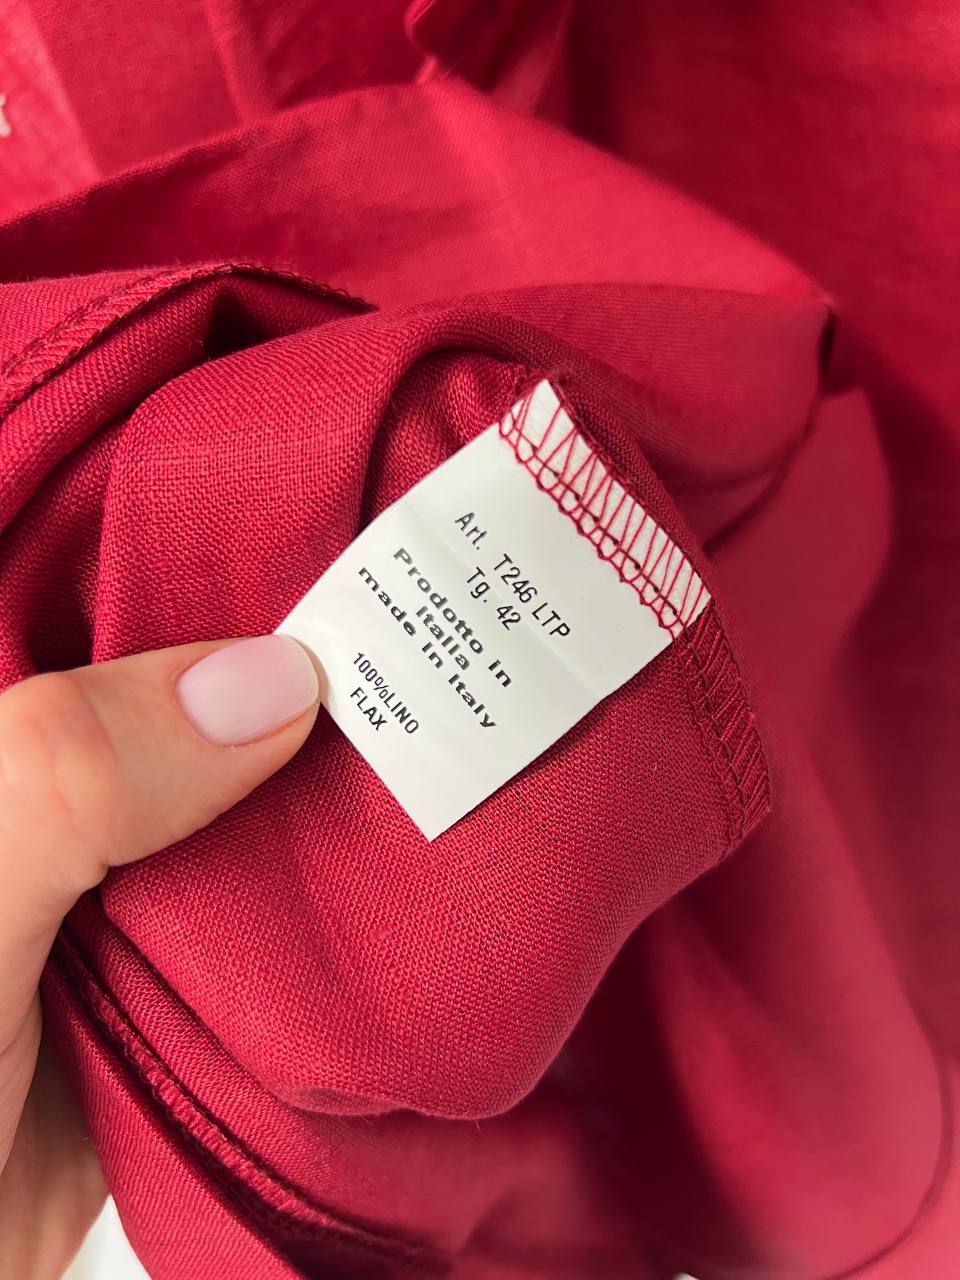 Art. T246 LTP
Tg. 42
Prodotto in
Italia -
made in Italy
100%LINO
FLAX